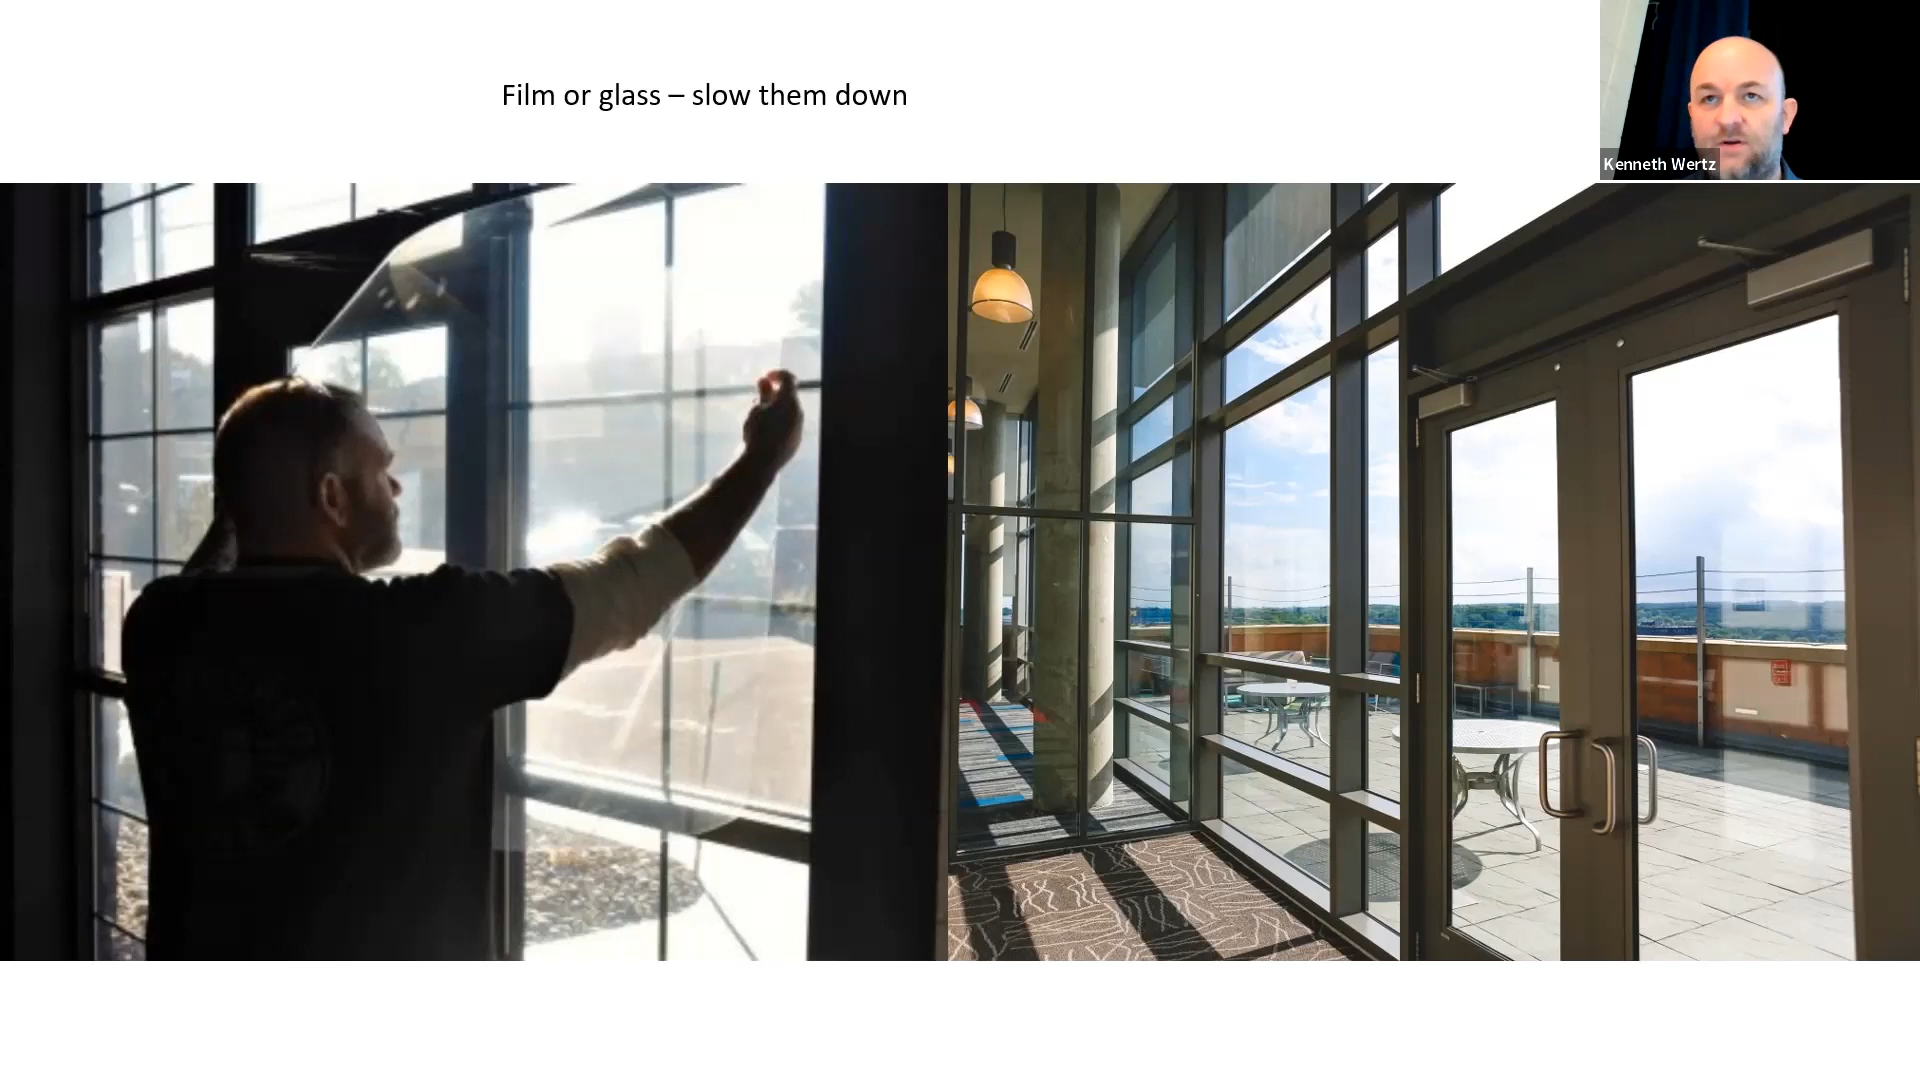 Film or glass – slow them down
Kenneth Wertz